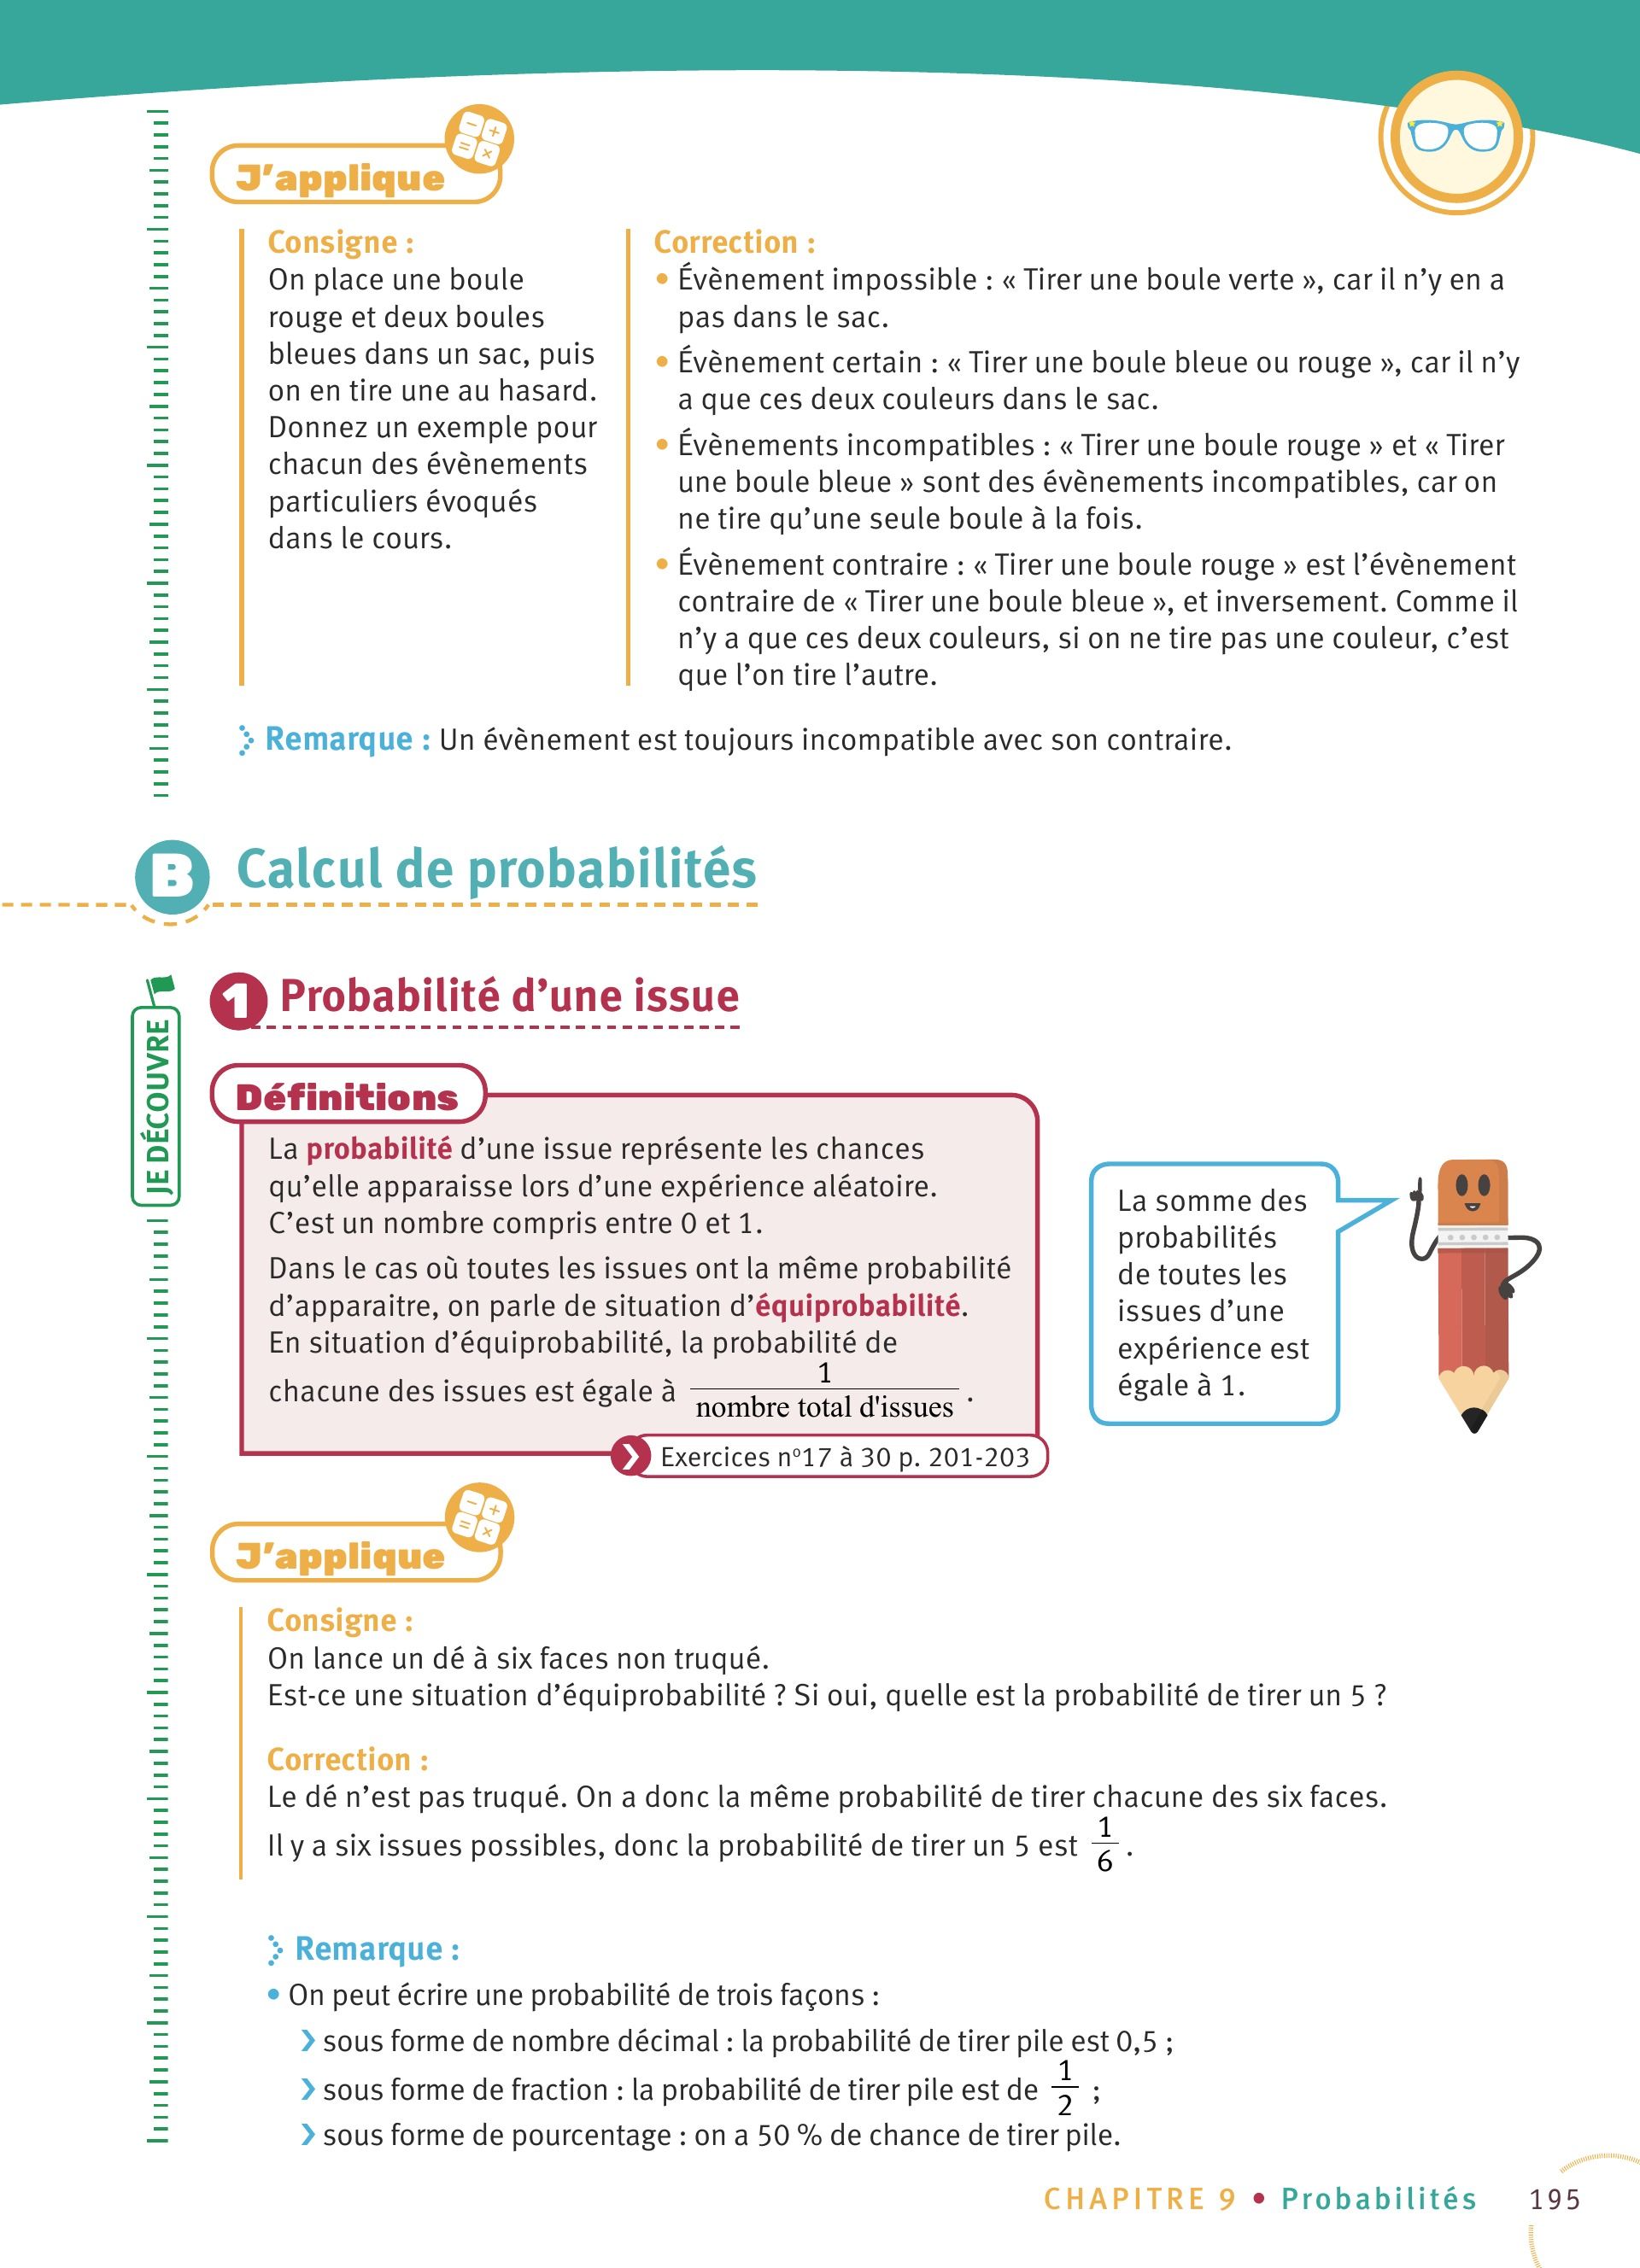 J'applique
Consigne :
On place une boule
rouge et deux boules
bleues dans un sac, puis
on en tire une au hasard.
Donnez un exemple pour
chacun des évènements
particuliers évoqués
dans le cours.
Correction :
• Évènement impossible : « Tirer une boule verte », car il n'y en a
pas dans le sac.
• Évènement certain : « Tirer une boule bleue ou rouge », car il n'y
a que ces deux couleurs dans le sac.
• Évènements incompatibles : « Tirer une boule rouge » et « Tirer
une boule bleue » sont des évènements incompatibles, car on
ne tire qu'une seule boule à la fois.
• Évènement contraire : « Tirer une boule rouge » est l'évènement
contraire de « Tirer une boule bleue », et inversement. Comme il
n'y a que ces deux couleurs, si on ne tire pas une couleur, c'est
que l'on tire l'autre.
Remarque : Un évènement est toujours incompatible avec son contraire.
B Calcul de probabilités
JE DÉCOUVRE
1 Probabilité d'une issue
Définitions
La probabilité d'une issue représente les chances
qu'elle apparaisse lors d'une expérience aléatoire.
C'est un nombre compris entre 0 et 1.
Dans le cas où toutes les issues ont la même probabilité
d'apparaitre, on parle de situation d'équiprobabilité.
En situation d'équiprobabilité, la probabilité de
chacune des issues est égale à 1/nombre total d'issues.
Exercices nº17 à 30 p. 201-203
La somme des
probabilités
de toutes les
issues d'une
expérience est
égale à 1.
J'applique
Consigne :
On lance un dé à six faces non truqué.
Est-ce une situation d'équiprobabilité ? Si oui, quelle est la probabilité de tirer un 5 ?
Correction :
Le dé n'est pas truqué. On a donc la même probabilité de tirer chacune des six faces.
Il y a six issues possibles, donc la probabilité de tirer un 5 est 1/6.
Remarque :
• On peut écrire une probabilité de trois façons :
sous forme de nombre décimal : la probabilité de tirer pile est 0,5 ;
sous forme de fraction : la probabilité de tirer pile est de 1/2 ;
sous forme de pourcentage : on a 50 % de chance de tirer pile.
CHAPITRE 9 • Probabilités 195